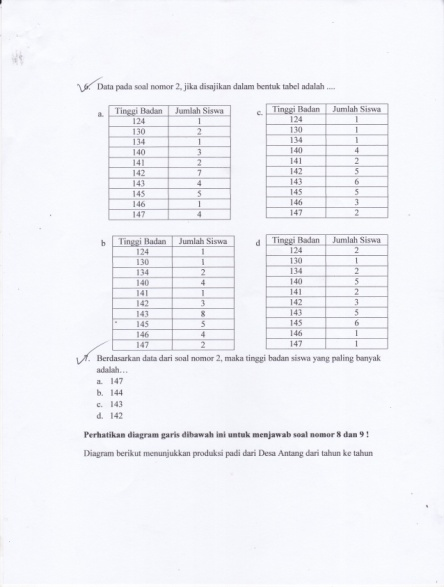 6. Data pada soal nomor 2, jika disajikan dalam bentuk tabel adalah ....
a.
Tinggi Badan Jumlah Siswa
124 1
130 2
134 1
140 3
141 2
142 7
143 4
145 5
146 1
147 4
c.
Tinggi Badan Jumlah Siswa
124 1
130 1
134 1
140 4
141 2
142 5
143 6
145 5
146 3
147 2
b
Tinggi Badan Jumlah Siswa
124 1
130 1
134 2
140 4
141 1
142 3
143 8
145 5
146 4
147 2
d
Tinggi Badan Jumlah Siswa
124 2
130 1
134 2
140 5
141 2
142 3
143 5
145 6
146 1
147 1
7. Berdasarkan data dari soal nomor 2, maka tinggi badan siswa yang paling banyak
adalah…
a. 147
b. 144
c. 143
d. 142
Perhatikan diagram garis dibawah ini untuk menjawab soal nomor 8 dan 9 !
Diagram berikut menunjukkan produksi padi dari Desa Antang dari tahun ke tahun